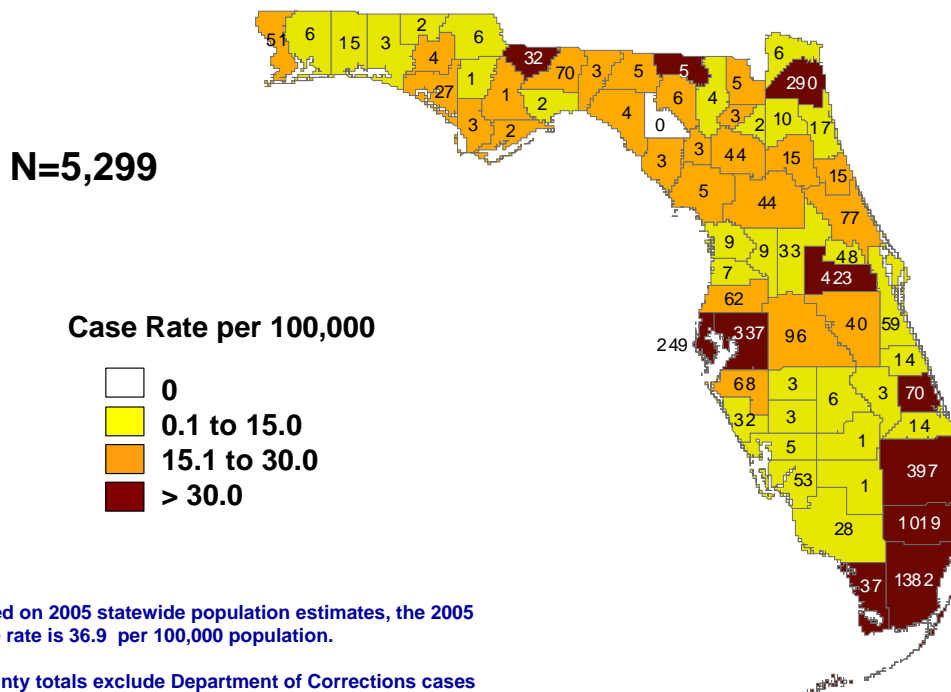 2
51 6 15 3 6
4 32 70 3 5 5 5 6 290
27 1 1 2 4 6 4 3 2 10 17
3 2 0
3 3 44 15 15
N=5,299
5 44 77
9 9 33 48
7 423
62
Case Rate per 100,000
249 337 96 40 59
14
0
68 3 6 3 70
0.1 to 15.0
32 3 14
15.1 to 30.0
5 1
> 30.0
53 1 397
28 1019
37 1382
ed on 2005 statewide population estimates, the 2005
rate is 36.9 per 100,000 population.
nty totals exclude Department of Corrections cases